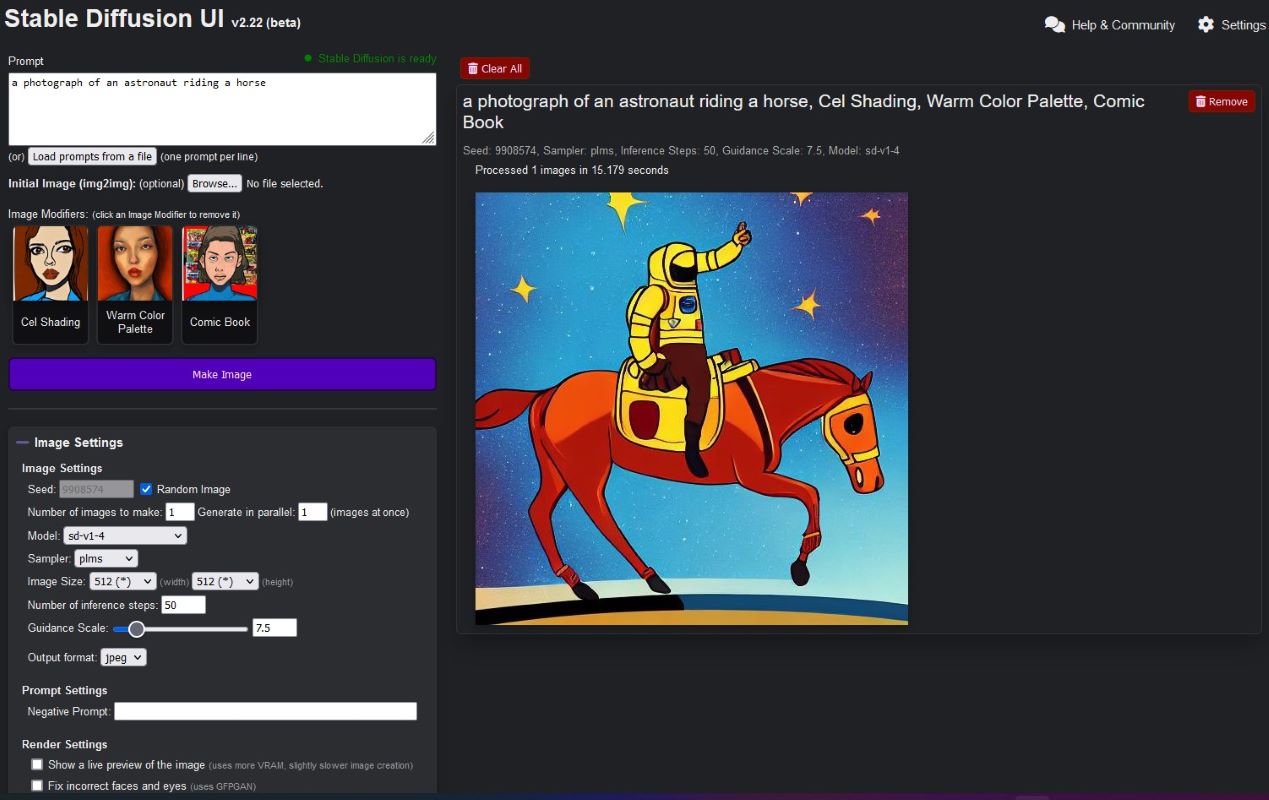 Stable Diffusion UI v2.22 (beta)
Help & Community
Settings
Prompt
Stable Diffusion is ready
a photograph of an astronaut riding a horse
(or) Load prompts from a file (one prompt per line)
Initial Image (img2img): (optional) Browse... No file selected.
Image Modifiers: (click an Image Modifier to remove it)
Cel Shading
Warm Color
Palette
Comic Book
Make Image
Image Settings
Image Settings
Seed: 9908574 Random Image
Number of images to make: 1 Generate in parallel: 1 (images at once)
Model: sd-v1-4
Sampler: plms
Image Size: 512 (*) (width) 512 (*) (height)
Number of inference steps: 50
Guidance Scale: 7.5
Output format: jpeg
Prompt Settings
Negative Prompt:
Render Settings
Show a live preview of the image (uses more VRAM, slightly slower image creation)
Fix incorrect faces and eyes (uses GFPGAN)
Clear All
a photograph of an astronaut riding a horse, Cel Shading, Warm Color Palette, Comic
Book
Remove
Seed: 9908574, Sampler: plms, Inference Steps: 50, Guidance Scale: 7.5, Model: sd-v1-4
Processed 1 images in 15.179 seconds